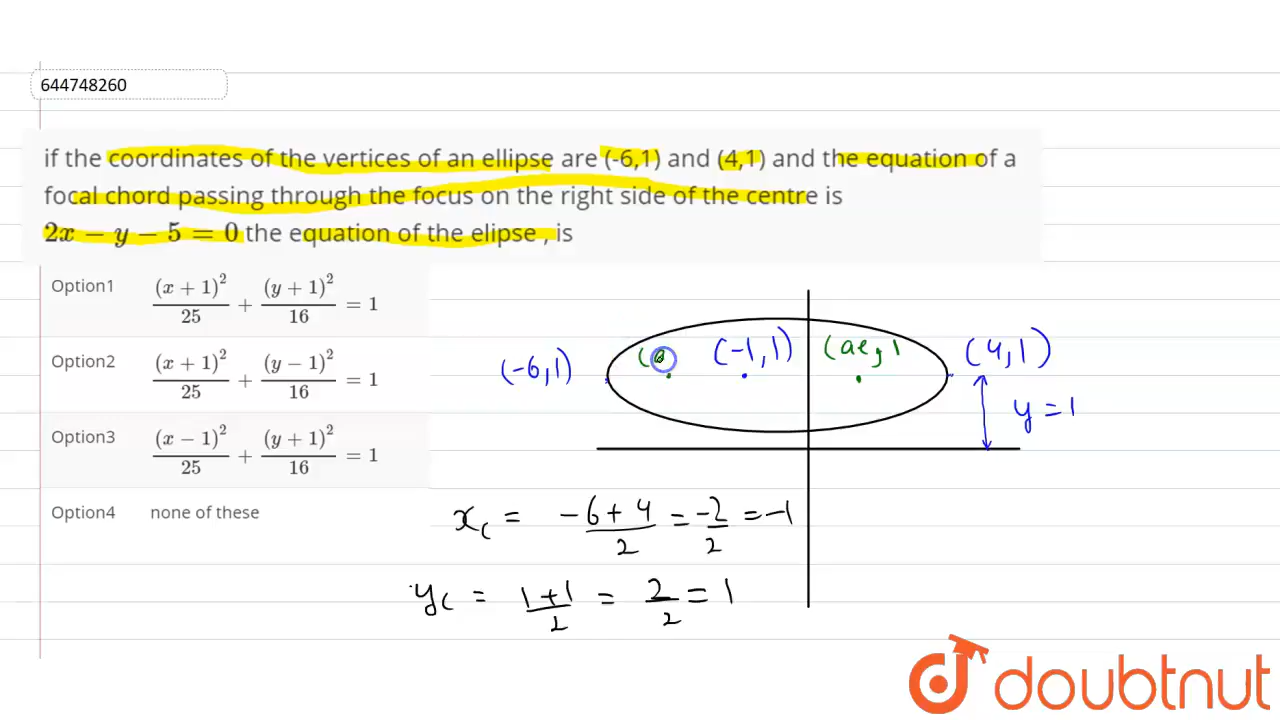 644748260
if the coordinates of the vertices of an ellipse are (-6,1) and (4,1) and the equation of a
focal chord passing through the focus on the right side of the centre is
2x − y − 5 = 0 the equation of the elipse , is
Option1 (x + 1)²/25 + (y + 1)²/16 = 1
Option2 (x + 1)²/25 + (y − 1)²/16 = 1
Option3 (x − 1)²/25 + (y + 1)²/16 = 1
Option4 none of these
(-6,1) (-1,1) (ae, 1 (4,1)
y = 1
xc = -6+4/2 = -2/2 = -1
yc = 1+1/2 = 2/2 = 1
doubtnut